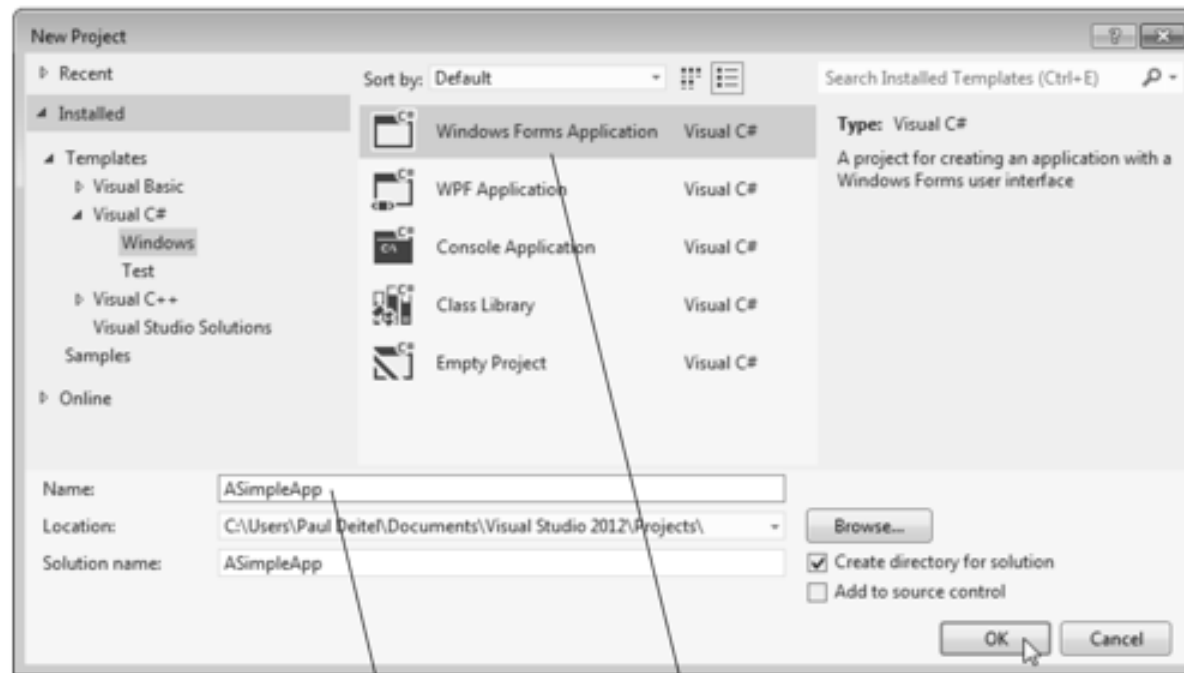 New Project
Recent
Installed
Templates
Visual Basic
Visual C#
Windows
Test
Visual C++
Visual Studio Solutions
Samples
Online
Sort by: Default
Search Installed Templates (Ctrl+E)
C# Windows Forms Application Visual C#
C# WPF Application Visual C#
C# C:\ Console Application Visual C#
C# Class Library Visual C#
C# Empty Project Visual C#
Type: Visual C#
A project for creating an application with a
Windows Forms user interface
Name: ASimpleApp
Location: C:\Users\Paul Deitel\Documents\Visual Studio 2012\Projects\
Browse...
Solution name: ASimpleApp
Create directory for solution
Add to source control
OK Cancel